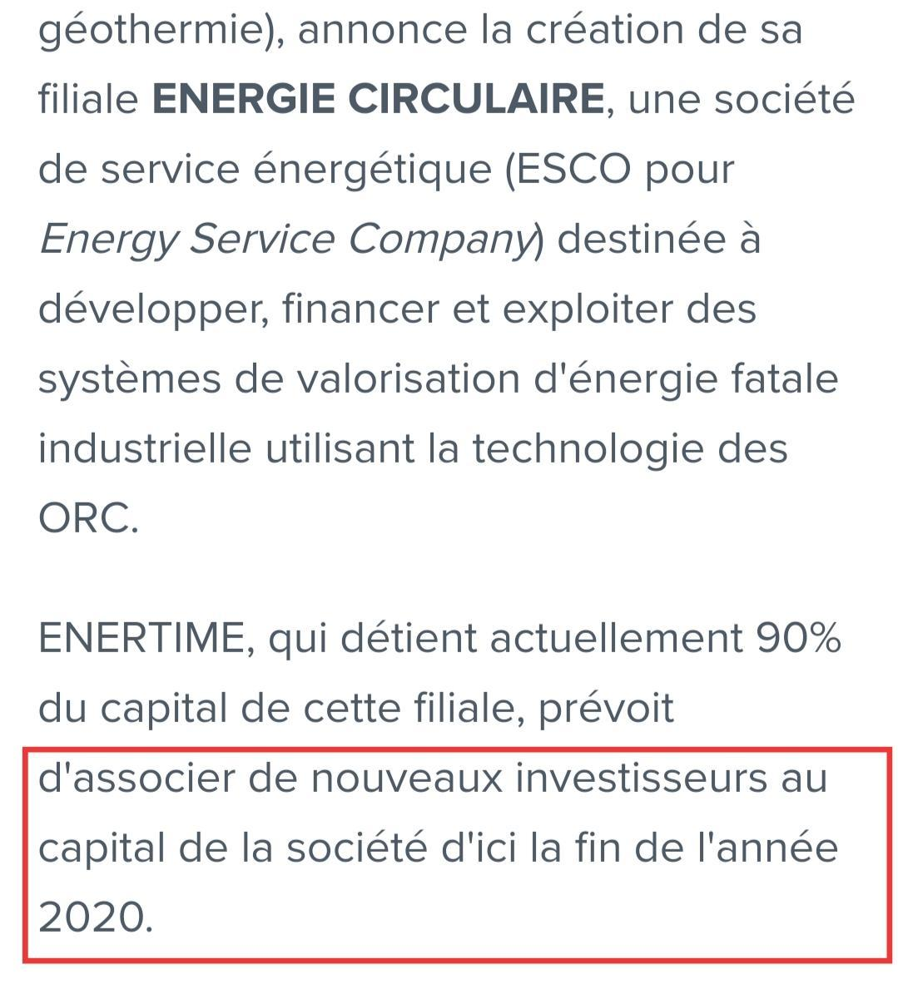 géothermie), annonce la création de sa
filiale ENERGIE CIRCULAIRE, une société
de service énergétique (ESCO pour
Energy Service Company) destinée à
développer, financer et exploiter des
systèmes de valorisation d'énergie fatale
industrielle utilisant la technologie des
ORC.
ENERTIME, qui détient actuellement 90%
du capital de cette filiale, prévoit
d'associer de nouveaux investisseurs au
capital de la société d'ici la fin de l'année
2020.